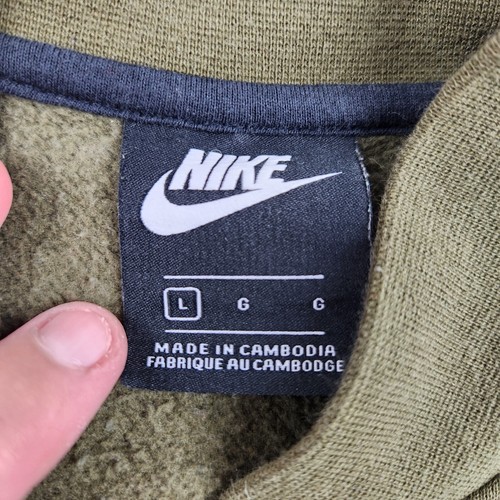 NIKE
L G G
MADE IN CAMBODIA
FABRIQUE AU CAMBODGE